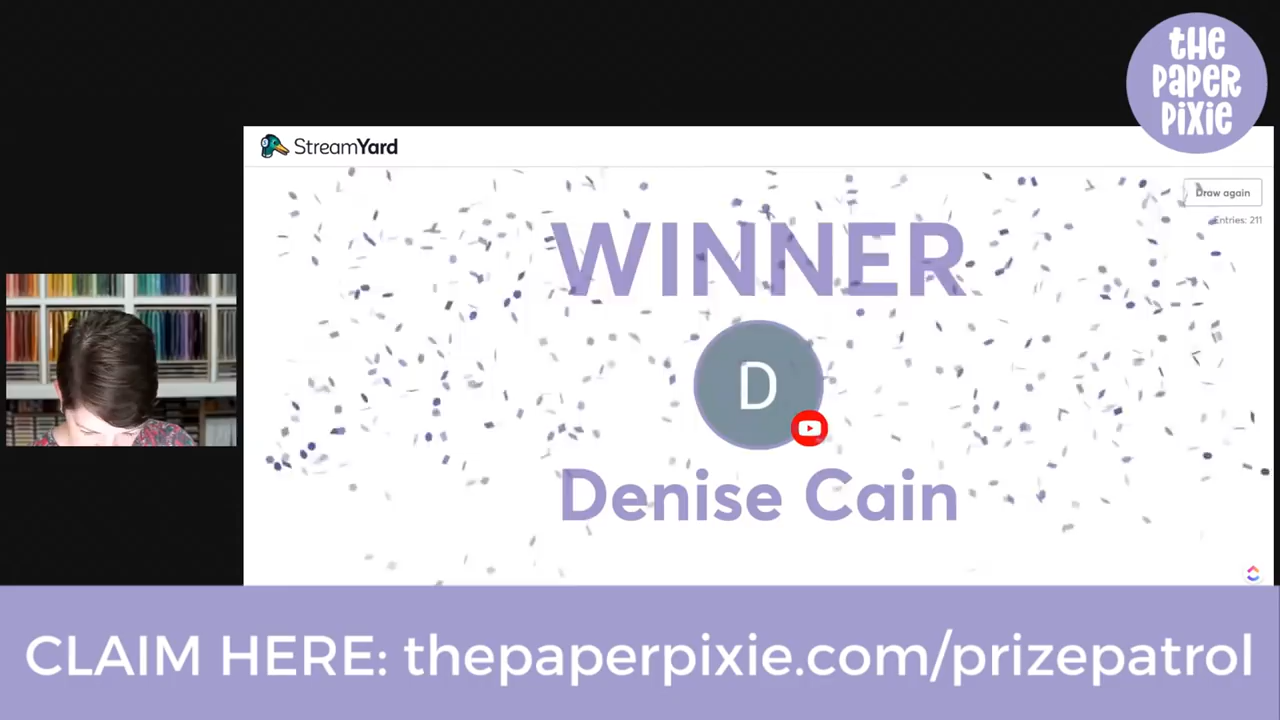 the
PAPER
PiXiE
StreamYard
Draw again
Entries: 211
WINNER
D
Denise Cain
CLAIM HERE: thepaperpixie.com/prizepatrol